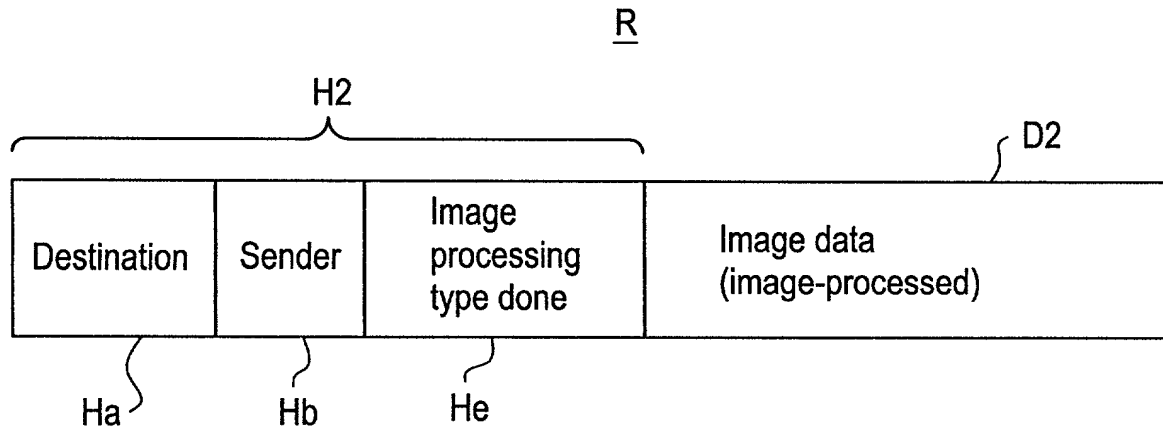 R
H2
D2
Destination
Sender
Image
processing
type done
Image data
(image-processed)
Ha
Hb
He